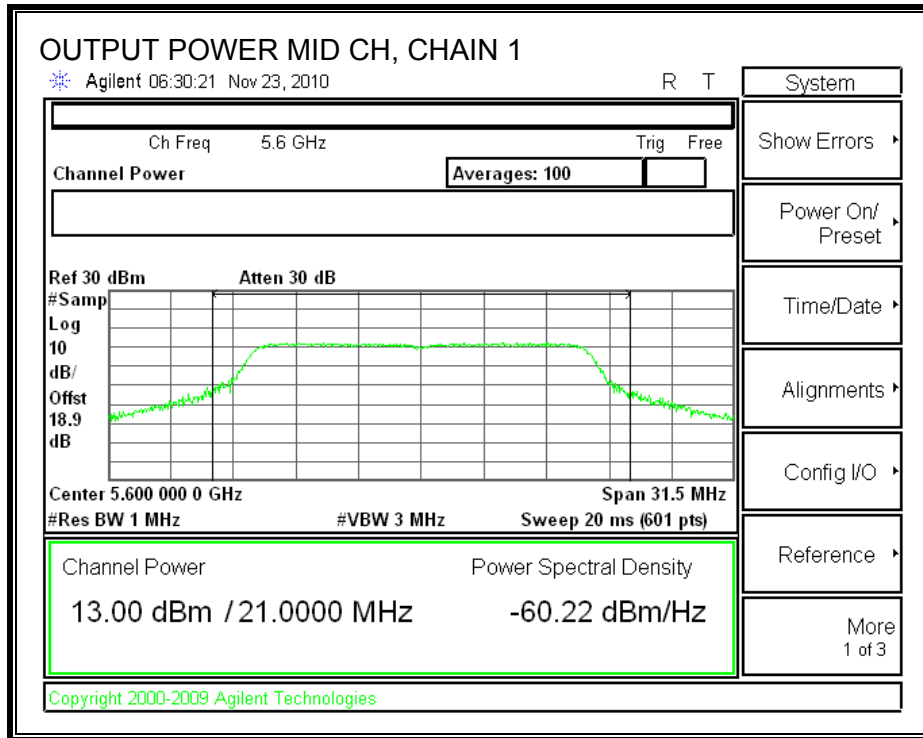 OUTPUT POWER MID CH, CHAIN 1
Agilent 06:30:21 Nov 23, 2010 R T
Ch Freq 5.6 GHz Trig Free
Channel Power Averages: 100
Ref 30 dBm Atten 30 dB
#Samp
Log
10
dB/
Offst
18.9
dB
Center 5.600 000 0 GHz Span 31.5 MHz
#Res BW 1 MHz #VBW 3 MHz Sweep 20 ms (601 pts)
Channel Power Power Spectral Density
13.00 dBm / 21.0000 MHz -60.22 dBm/Hz
Copyright 2000-2009 Agilent Technologies
System
Show Errors
Power On/
Preset
Time/Date
Alignments
Config I/O
Reference
More
1 of 3